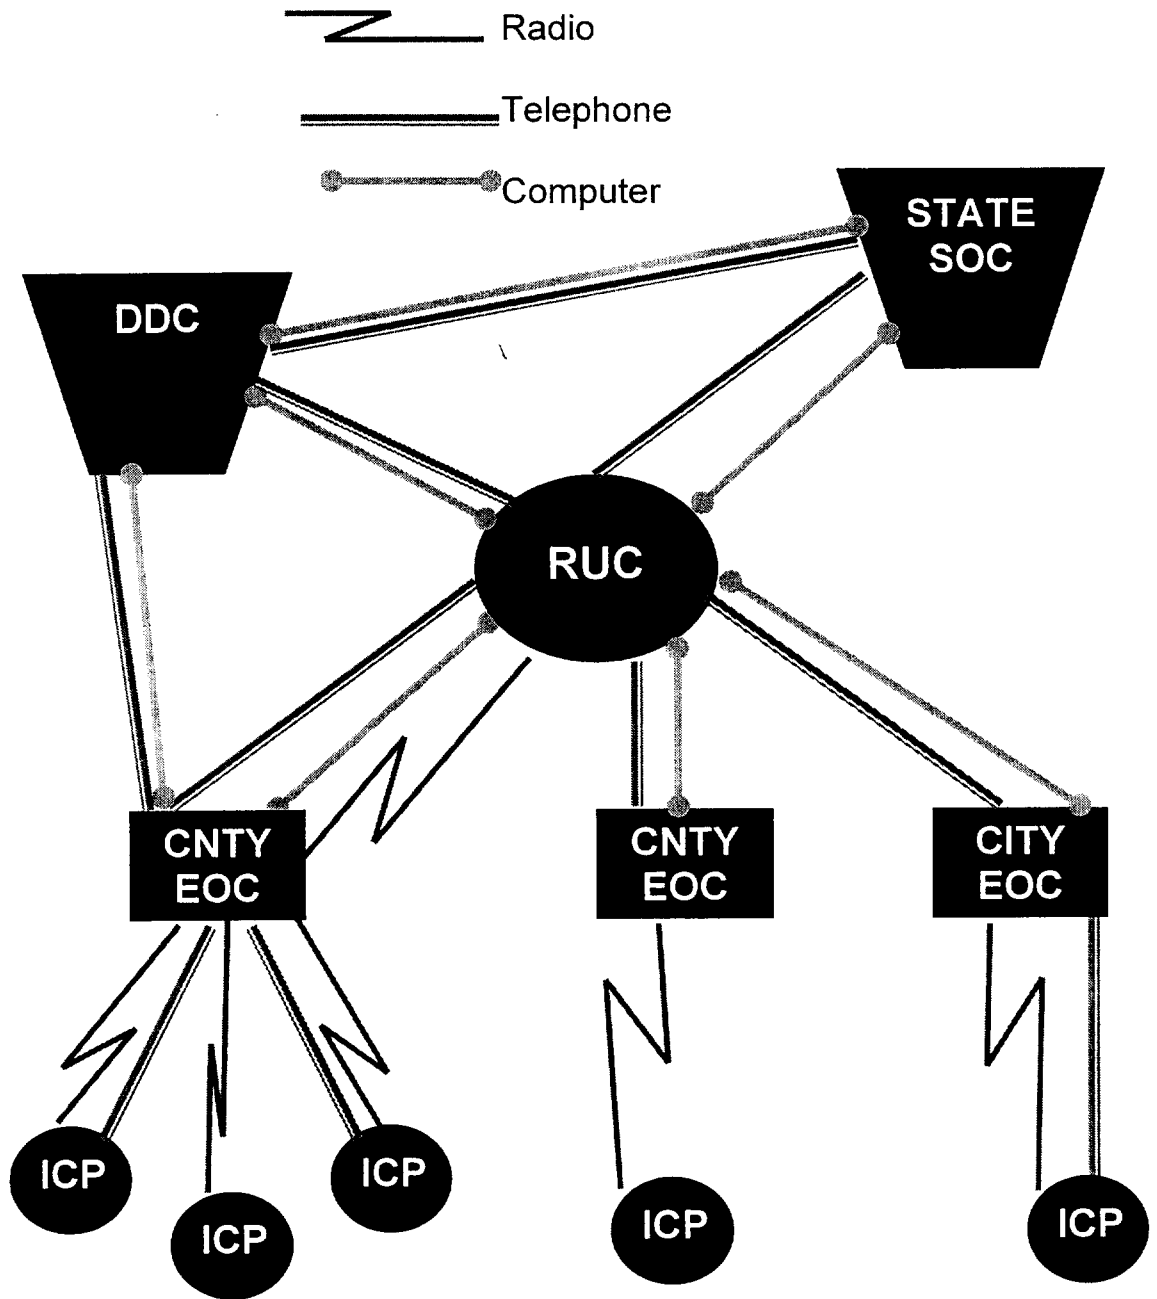 Radio
Telephone
Computer
STATE
SOC
DDC
RUC
CNTY
EOC
CNTY
EOC
CITY
EOC
ICP
ICP
ICP
ICP
ICP